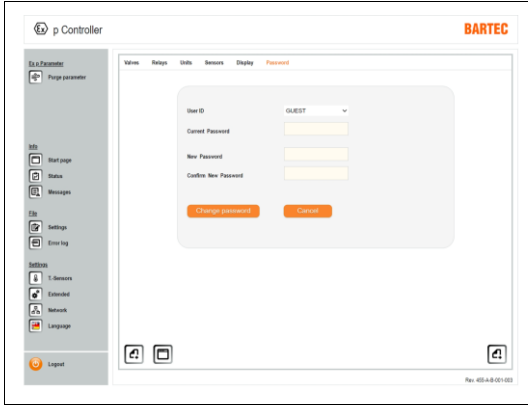 Ex p Controller
BARTEC
Ex p Parameter
Purge parameter
Info
Start page
Status
Messages
File
Settings
Error log
Settings
T.-Sensors
Extended
Network
Language
Logout
Valves Relays Units Sensors Display Password
User ID GUEST
Current Password
New Password
Confirm New Password
Change password Cancel
Rev. 455-A-B-001-003